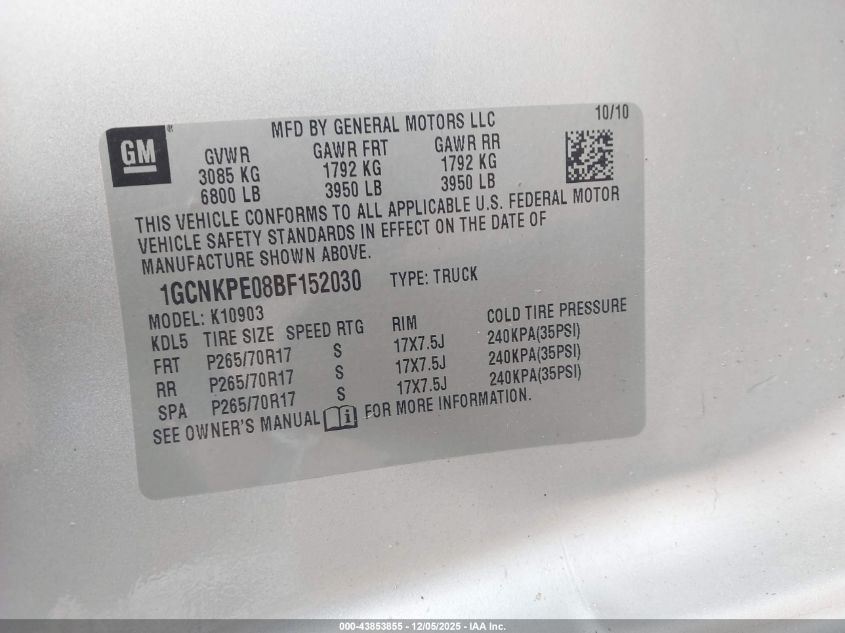 GM
®
MFD BY GENERAL MOTORS LLC
10/10
GVWR GAWR FRT GAWR RR
3085 KG 1792 KG 1792 KG
6800 LB 3950 LB 3950 LB
THIS VEHICLE CONFORMS TO ALL APPLICABLE U.S. FEDERAL MOTOR
VEHICLE SAFETY STANDARDS IN EFFECT ON THE DATE OF
MANUFACTURE SHOWN ABOVE.
1GCNKPE08BF152030 TYPE: TRUCK
MODEL: K10903
KDL5 TIRE SIZE SPEED RTG RIM COLD TIRE PRESSURE
FRT P265/70R17 S 17X7.5J 240KPA(35PSI)
RR P265/70R17 S 17X7.5J 240KPA(35PSI)
SPA P265/70R17 S 17X7.5J 240KPA(35PSI)
SEE OWNER'S MANUAL i FOR MORE INFORMATION.
000-43853855 - 12/05/2025 - IAA Inc.